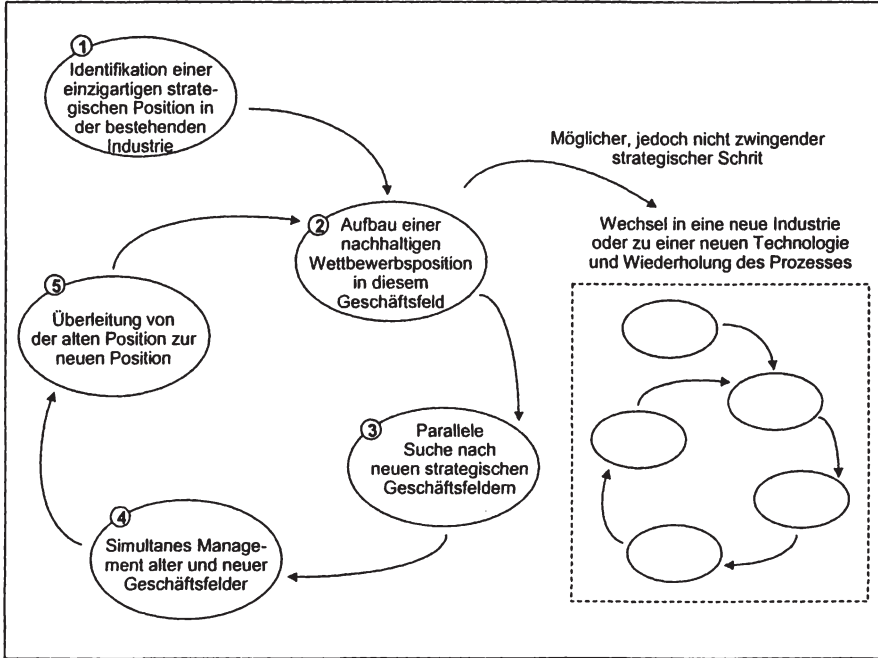 1
Identifikation einer
einzigartigen strate-
gischen Position in
der bestehenden
Industrie
Möglicher, jedoch nicht zwingender
strategischer Schrit
2
Aufbau einer
nachhaltigen
Wettbewerbsposition
in diesem
Geschäftsfeld
Wechsel in eine neue Industrie
oder zu einer neuen Technologie
und Wiederholung des Prozesses
5
Überleitung von
der alten Position zur
neuen Position
3
Parallele
Suche nach
neuen strategischen
Geschäftsfeldern
4
Simultanes Manage-
ment alter und neuer
Geschäftsfelder